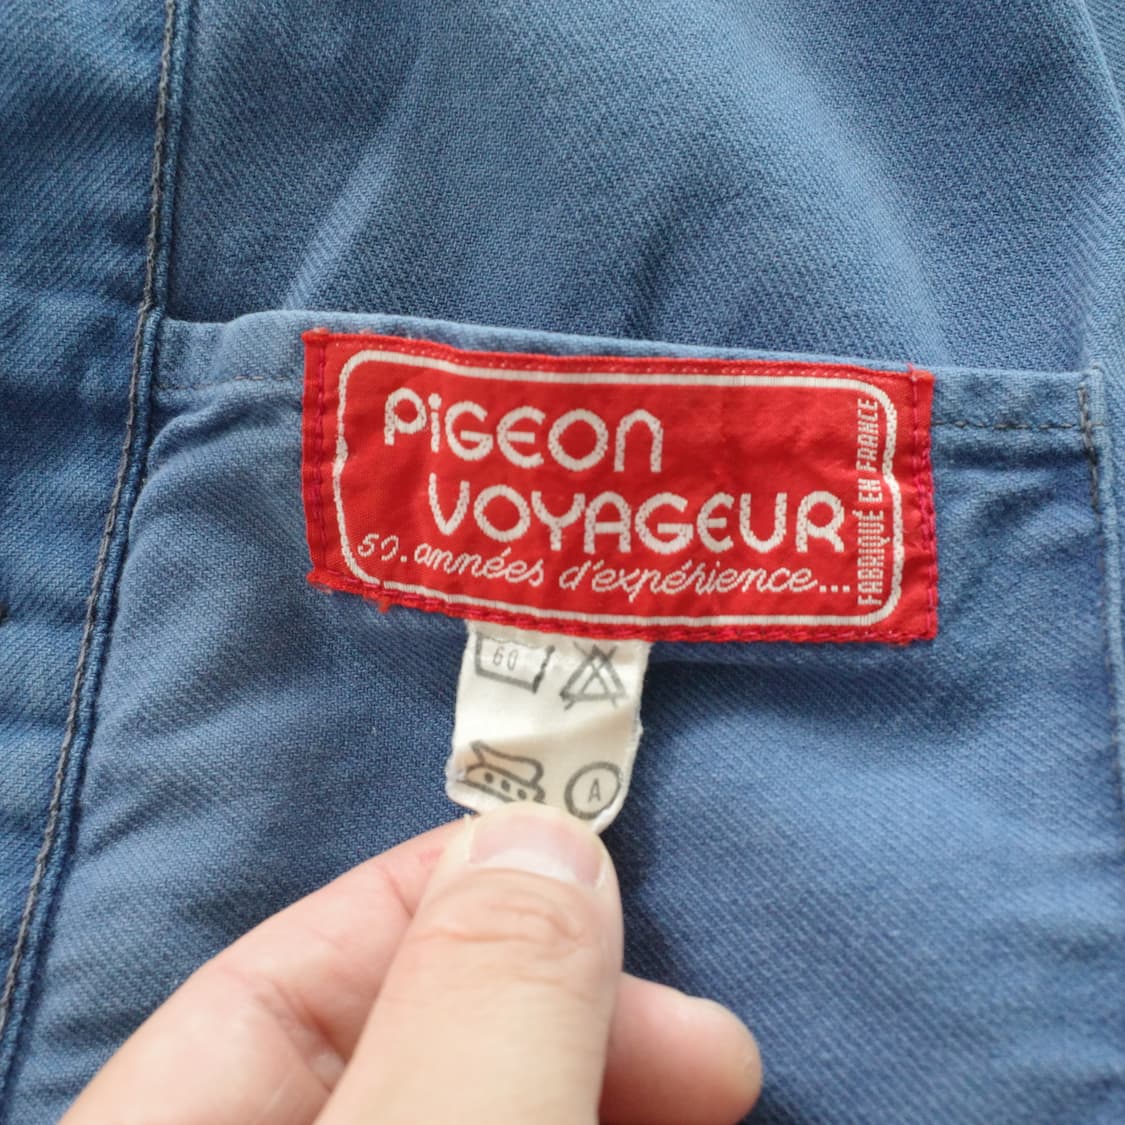 PiGEON
VOYAGEUR
50. années d'expérience...
FABRIQUÉ EN FRANCE
60
A